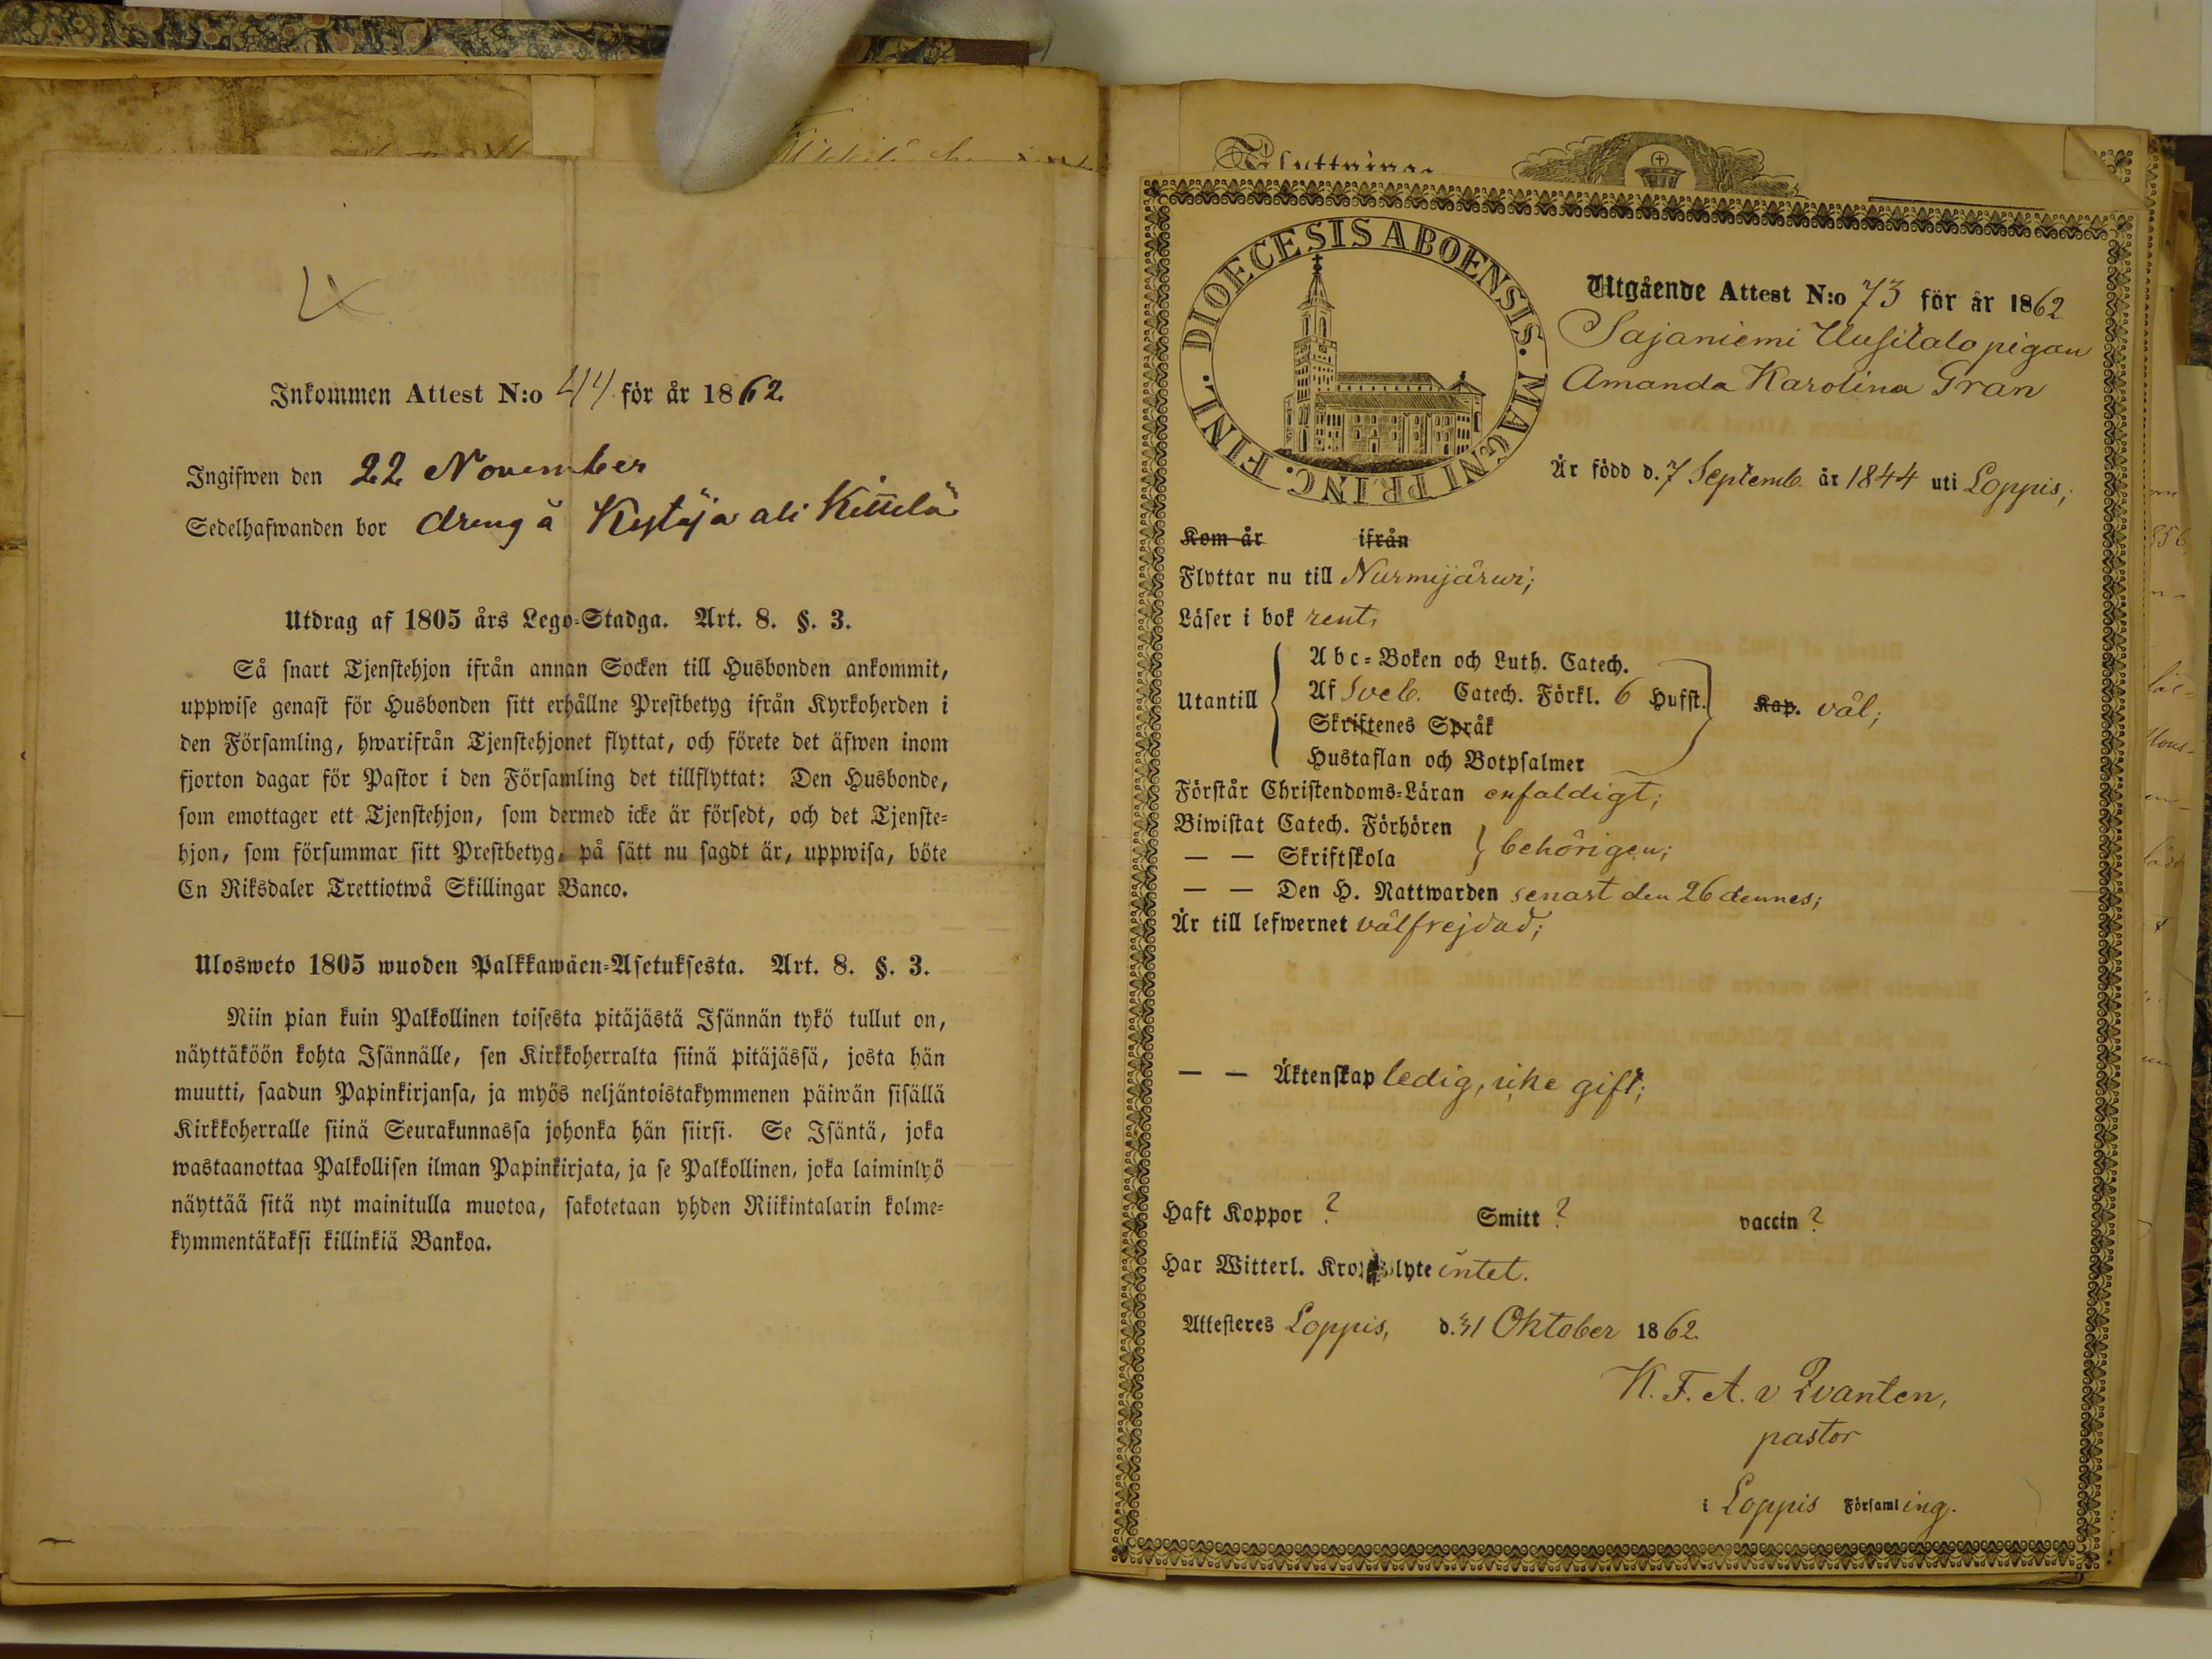 Inkommen Attest N:o 44 för år 1862.
Ingifwen den 22 November
Sedelhafwanden bor dreng å Kytäjä ali Kittilä
Utdrag af 1805 års Lego-Stadga. Art. 8. §. 3.
Så snart Tjenstehjon ifrån annan Socken till Husbonden ankommit,
uppwise genast för Husbonden sitt erhållne Prestbetyg ifrån Kyrkoherden i
den Församling, hwarifrån Tjenstehjonet flyttat, och förete det äfwen inom
fjorton dagar för Pastor i den Församling det tillflyttat: Den Husbonde,
som emottager ett Tjenstehjon, som dermed icke är försedt, och det Tjenste-
hjon, som försummar sitt Prestbetyg, på sätt nu sagdt är, uppwisa, böte
En Riksdaler Trettiotwå Skillingar Banco.
Ulosweto 1805 wuoden Palkkawäen-Asetuksesta. Art. 8. §. 3.
Niin pian kuin Palkollinen toisesta pitäjästä Isännän tykö tullut on,
näyttäköön kohta Isännälle, sen Kirkkoherralta siinä pitäjässä, josta hän
muutti, saadun Papinkirjansa, ja myös neljäntoistakymmenen päiwän sisällä
Kirkkoherralle siinä Seurakunnassa johonka hän siirsi. Se Isäntä, joka
wastaanottaa Palkollisen ilman Papinkirjata, ja se Palkollinen, joka laiminlyö
näyttää sitä nyt mainitulla muotoa, sakotetaan yhden Riikintalarin kolme-
kymmentäkaksi killinkiä Bankoa.
Flyttnings
DIOECESIS ABOENSIS. MAGNI PRINC. FINL.
Utgående Attest N:o 73 för år 1862
Sajaniemi Uusitalo pigan
Amanda Karolina Gran
Är född d. 7 Septemb. år 1844 uti Loppis;
Kom år ifrån
Flyttar nu till Nurmijärwi;
Läser i bok rent,
Utantill
Abc-Boken och Luth. Catech.
Af Sveb. Catech. Förkl. 6 Hufst. Kap. väl;
Skriftenes Språk
Hustaflan och Botpsalmer
Förstår Christendoms-Läran enfaldigt;
Biwistat Catech. Förhören
— — Skriftskola behörigen;
— — Den H. Nattwarden senast den 26 dennes;
Är till lefwernet välfrejdad;
— — Äktenskap ledig, icke gift;
Haft Koppor ? Smitt ? vaccin ?
Har Witterl. Kroppslyte intet.
Attesteres Loppis, d. 31 Oktober 1862.
K. F. A. v Qvanten,
pastor
i Loppis Församling.